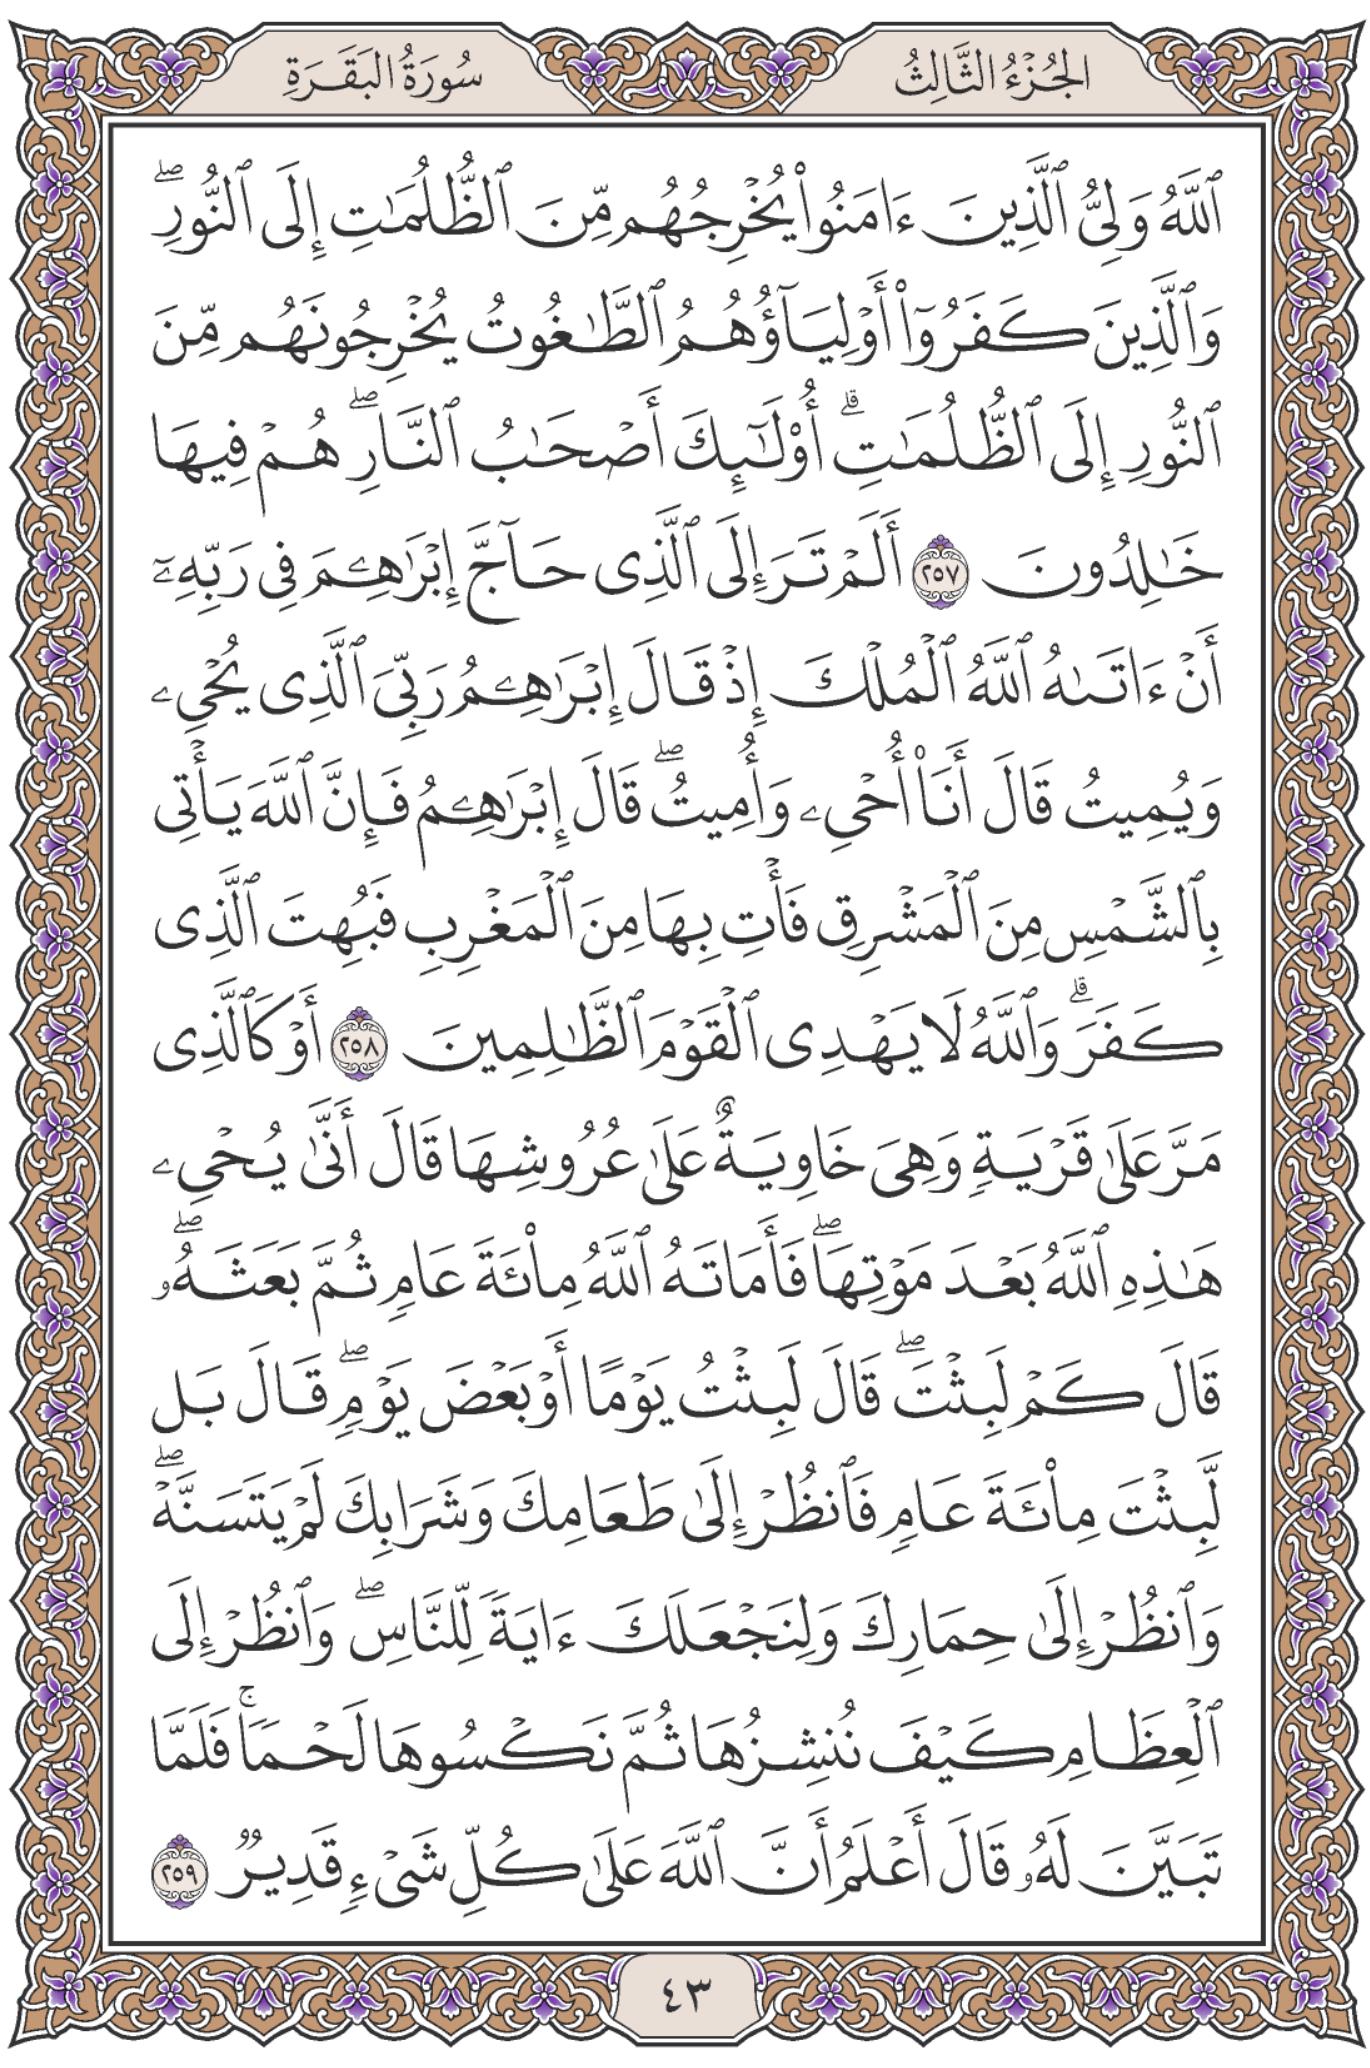 الجُزْءُ الثَّالِثُ
سُورَةُ البَقَرَةِ
ٱللَّهُ وَلِيُّ ٱلَّذِينَ ءَامَنُوا۟ يُخْرِجُهُم مِّنَ ٱلظُّلُمَٰتِ إِلَى ٱلنُّورِۖ
وَٱلَّذِينَ كَفَرُوٓا۟ أَوْلِيَآؤُهُمُ ٱلطَّٰغُوتُ يُخْرِجُونَهُم مِّنَ
ٱلنُّورِ إِلَى ٱلظُّلُمَٰتِۗ أُو۟لَٰٓئِكَ أَصْحَٰبُ ٱلنَّارِۖ هُمْ فِيهَا
خَٰلِدُونَ ٢٥٧ أَلَمْ تَرَ إِلَى ٱلَّذِى حَآجَّ إِبْرَٰهِۦمَ فِى رَبِّهِۦٓ
أَنْ ءَاتَىٰهُ ٱللَّهُ ٱلْمُلْكَ إِذْ قَالَ إِبْرَٰهِۦمُ رَبِّىَ ٱلَّذِى يُحْىِۦ
وَيُمِيتُ قَالَ أَنَا۠ أُحْىِۦ وَأُمِيتُۖ قَالَ إِبْرَٰهِۦمُ فَإِنَّ ٱللَّهَ يَأْتِى
بِٱلشَّمْسِ مِنَ ٱلْمَشْرِقِ فَأْتِ بِهَا مِنَ ٱلْمَغْرِبِ فَبُهِتَ ٱلَّذِى
كَفَرَۗ وَٱللَّهُ لَا يَهْدِى ٱلْقَوْمَ ٱلظَّٰلِمِينَ ٢٥٨ أَوْ كَٱلَّذِى
مَرَّ عَلَىٰ قَرْيَةٍ وَهِىَ خَاوِيَةٌ عَلَىٰ عُرُوشِهَا قَالَ أَنَّىٰ يُحْىِۦ
هَٰذِهِ ٱللَّهُ بَعْدَ مَوْتِهَاۖ فَأَمَاتَهُ ٱللَّهُ مِا۟ئَةَ عَامٍ ثُمَّ بَعَثَهُۥۖ
قَالَ كَمْ لَبِثْتَۖ قَالَ لَبِثْتُ يَوْمًا أَوْ بَعْضَ يَوْمٍۖ قَالَ بَل
لَّبِثْتَ مِا۟ئَةَ عَامٍ فَٱنظُرْ إِلَىٰ طَعَامِكَ وَشَرَابِكَ لَمْ يَتَسَنَّهْۖ
وَٱنظُرْ إِلَىٰ حِمَارِكَ وَلِنَجْعَلَكَ ءَايَةً لِّلنَّاسِۖ وَٱنظُرْ إِلَى
ٱلْعِظَامِ كَيْفَ نُنشِزُهَا ثُمَّ نَكْسُوهَا لَحْمًاۚ فَلَمَّا
تَبَيَّنَ لَهُۥ قَالَ أَعْلَمُ أَنَّ ٱللَّهَ عَلَىٰ كُلِّ شَىْءٍ قَدِيرٌ ٢٥٩
٤٣